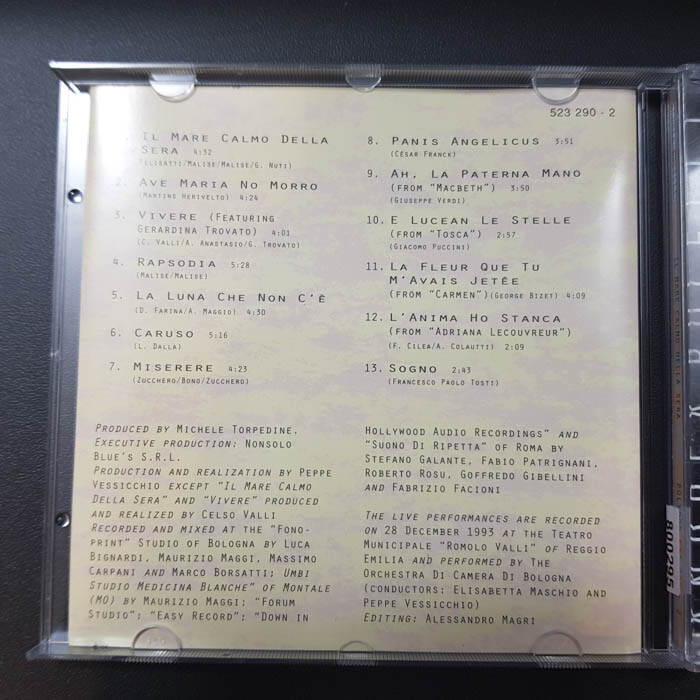 523 290 - 2
Il Mare Calmo Della
Sera 4:32
(Felisatti/Malise/Malise/G. Nuti)
2. Ave Maria No Morro
(Martins Herivelto) 4:24
3. Vivere (Featuring
Gerardina Trovato) 4:01
(C. Valli/A. Anastasio/G. Trovato)
4. Rapsodia 5:28
(Malise/Malise)
5. La Luna Che Non C'è
(D. Farina/A. Maggio) 4:30
6. Caruso 5:16
(L. Dalla)
7. Miserere 4:23
(Zucchero/Bono/Zucchero)
8. Panis Angelicus 3:51
(César Franck)
9. Ah, La Paterna Mano
(from "Macbeth") 3:50
(Giuseppe Verdi)
10. E Lucean Le Stelle
(from "Tosca") 2:57
(Giacomo Puccini)
11. La Fleur Que Tu
M'Avais Jetèe
(from "Carmen") (George Bizet) 4:09
12. L'Anima Ho Stanca
(from "Adriana Lecouvreur")
(F. Cilea/A. Colautti) 2:09
13. Sogno 2:43
(Francesco Paolo Tosti)
Produced by Michele Torpedine.
Executive production: Nonsolo
Blue's S.R.L.
Production and realization by Peppe
Vessicchio except "Il Mare Calmo
Della Sera" and "Vivere" produced
and realized by Celso Valli
Recorded and mixed at the "Fono-
print" Studio of Bologna by Luca
Bignardi, Maurizio Maggi, Massimo
Carpani and Marco Borsatti; Umbi
Studio Medicina Blanche" of Montale
(MO) by Maurizio Maggi; "Forum
Studio"; "Easy Record"; "Down in
Hollywood Audio Recordings" and
"Suono Di Ripetta" of Rome by
Stefano Galante, Fabio Patrignani,
Roberto Rosu, Goffredo Gibellini
and Fabrizio Facioni
The live performances are recorded
on 28 December 1993 at the Teatro
Municipale "Romolo Valli" of Reggio
Emilia and performed by The
Orchestra Di Camera Di Bologna
(conductors: Elisabetta Maschio and
Peppe Vessicchio)
Editing: Alessandro Magri
800295